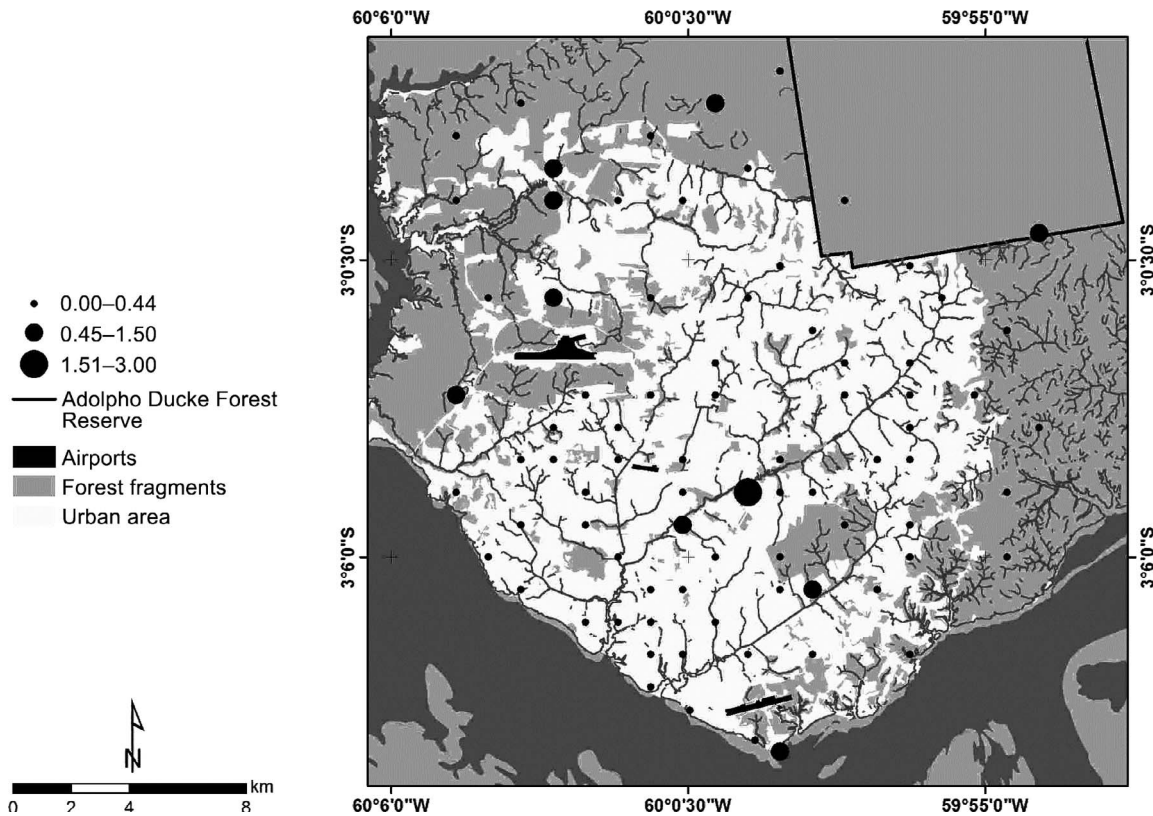 60°6'0"W 60°0'30"W 59°55'0"W
3°0'30"S 3°0'30"S
0.00–0.44
0.45–1.50
1.51–3.00
Adolpho Ducke Forest
Reserve
Airports
Forest fragments
Urban area
3°6'0"S 3°6'0"S
N
km
0 2 4 8
60°6'0"W 60°0'30"W 59°55'0"W